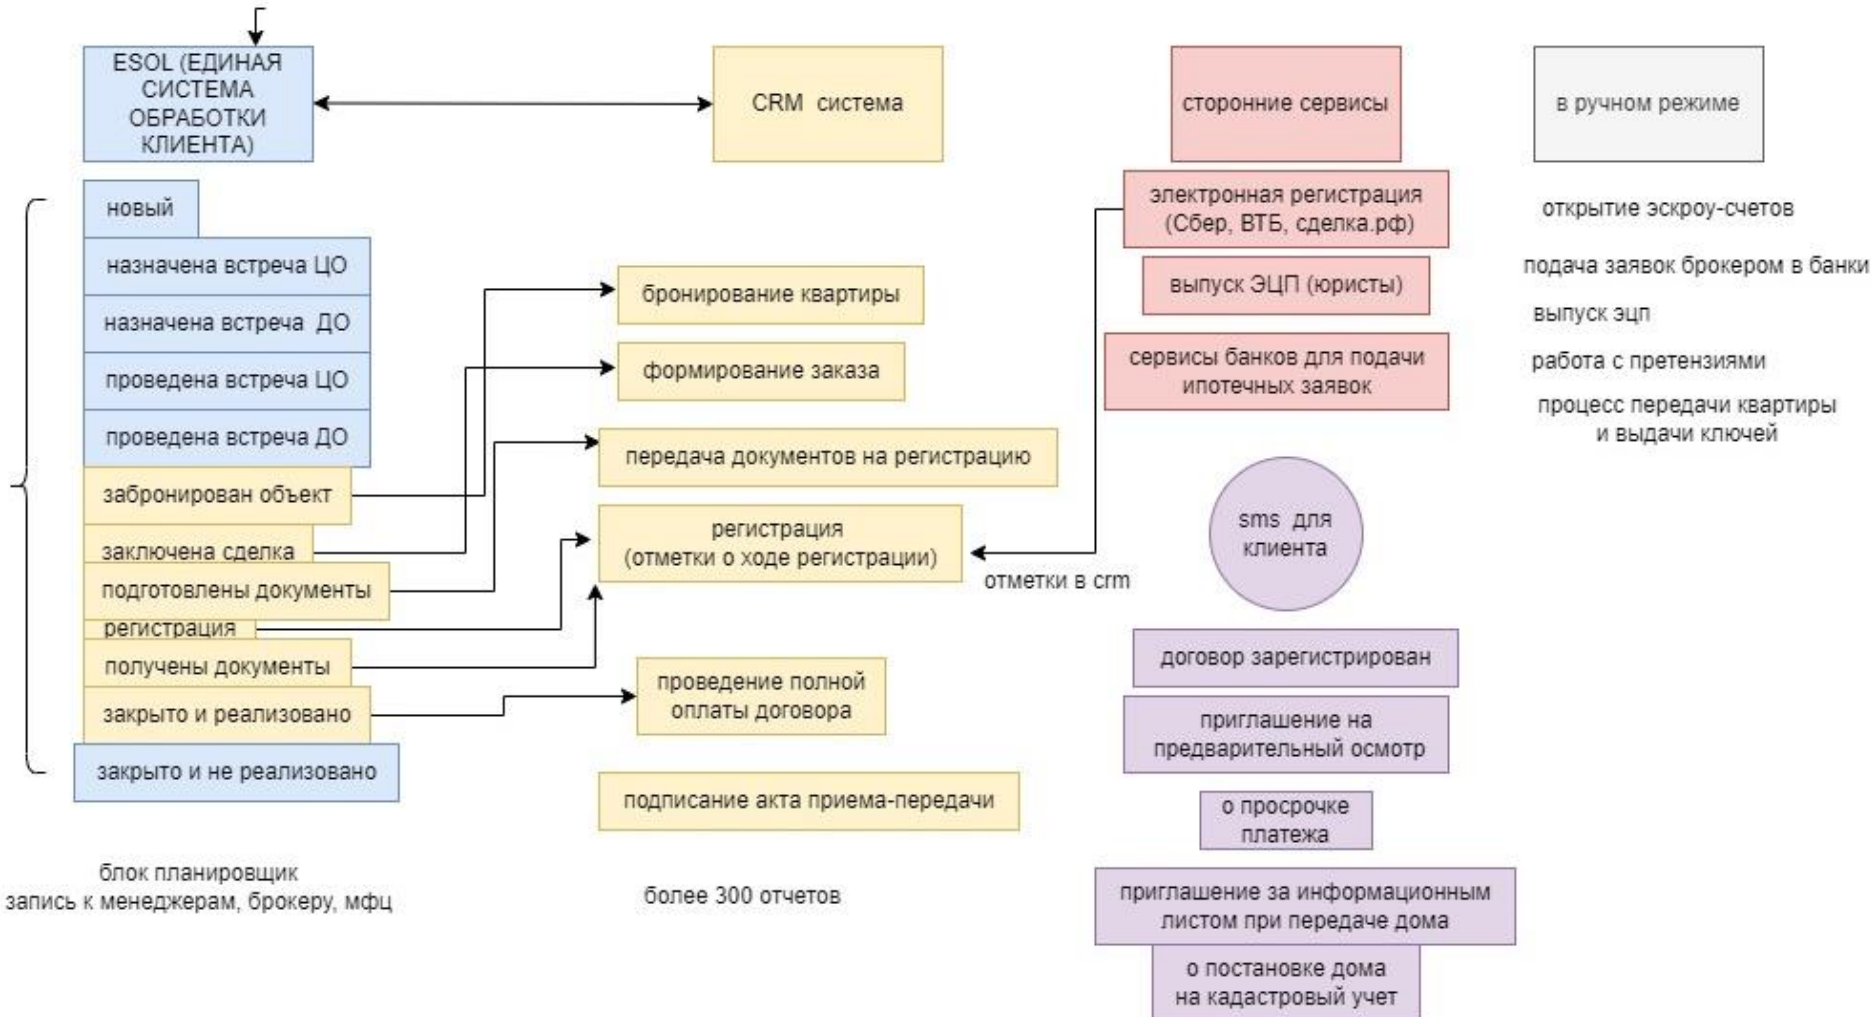 ESOL (ЕДИНАЯ
СИСТЕМА
ОБРАБОТКИ
КЛИЕНТА)
новый
назначена встреча ЦО
назначена встреча ДО
проведена встреча ЦО
проведена встреча ДО
забронирован объект
заключена сделка
подготовлены документы
регистрация
получены документы
закрыто и реализовано
закрыто и не реализовано
блок планировщик
запись к менеджерам, брокеру, мфц
CRM система
бронирование квартиры
формирование заказа
передача документов на регистрацию
регистрация
(отметки о ходе регистрации)
отметки в crm
проведение полной
оплаты договора
подписание акта приема-передачи
более 300 отчетов
сторонние сервисы
электронная регистрация
(Сбер, ВТБ, сделка.рф)
выпуск ЭЦП (юристы)
сервисы банков для подачи
ипотечных заявок
sms для
клиента
договор зарегистрирован
приглашение на
предварительный осмотр
о просрочке
платежа
приглашение за информационным
листом при передаче дома
о постановке дома
на кадастровый учет
в ручном режиме
открытие эскроу-счетов
подача заявок брокером в банки
выпуск эцп
работа с претензиями
процесс передачи квартиры
и выдачи ключей